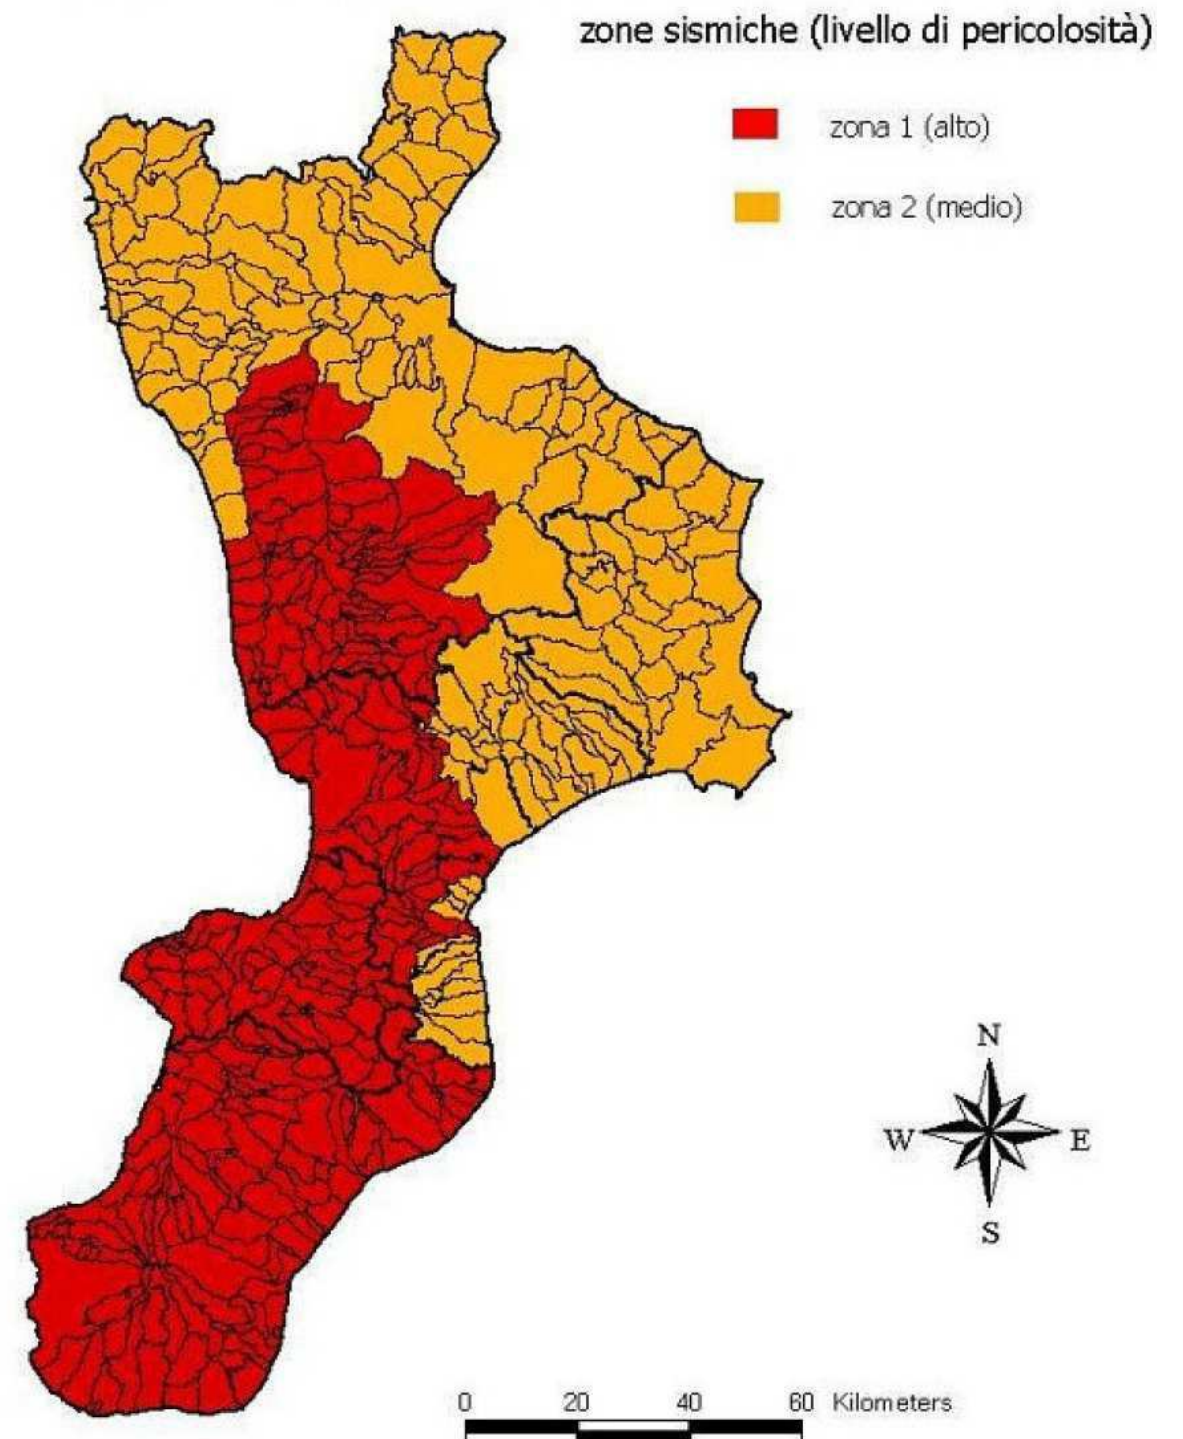 zone sismiche (livello di pericolosità)
zona 1 (alto)
zona 2 (medio)
N
W E
S
0 20 40 60 Kilometers